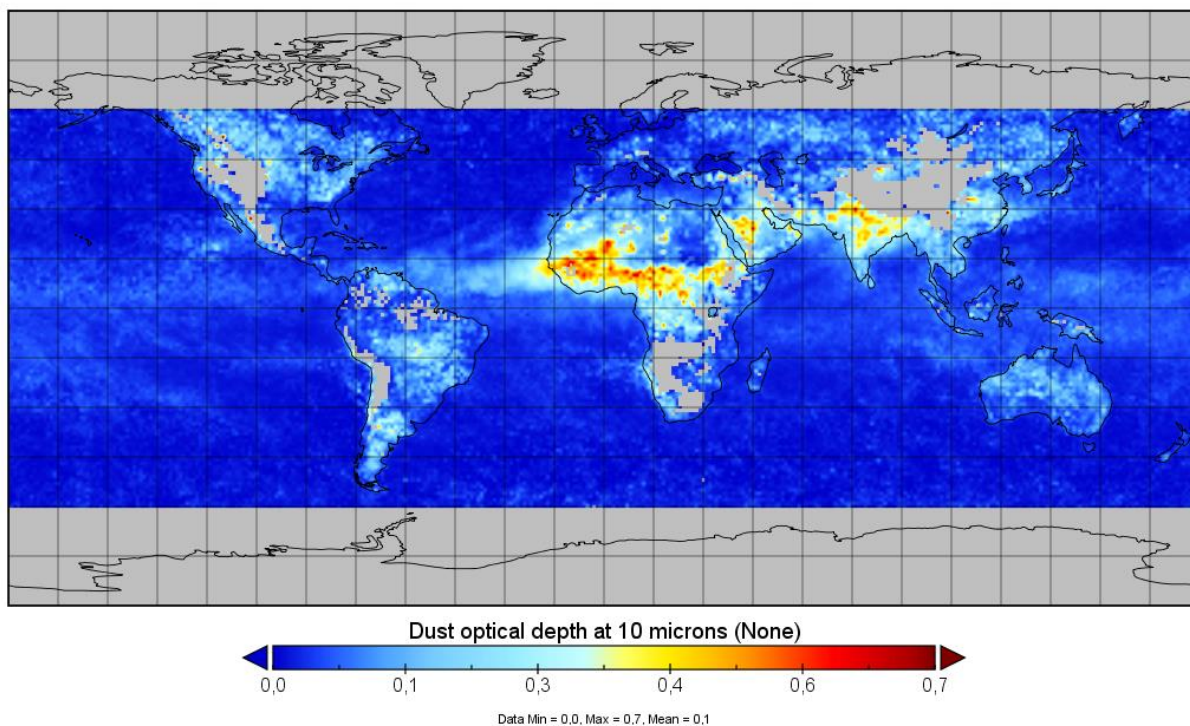 Dust optical depth at 10 microns (None)
0,0 0,1 0,3 0,4 0,6 0,7
Data Min = 0,0, Max = 0,7, Mean = 0,1